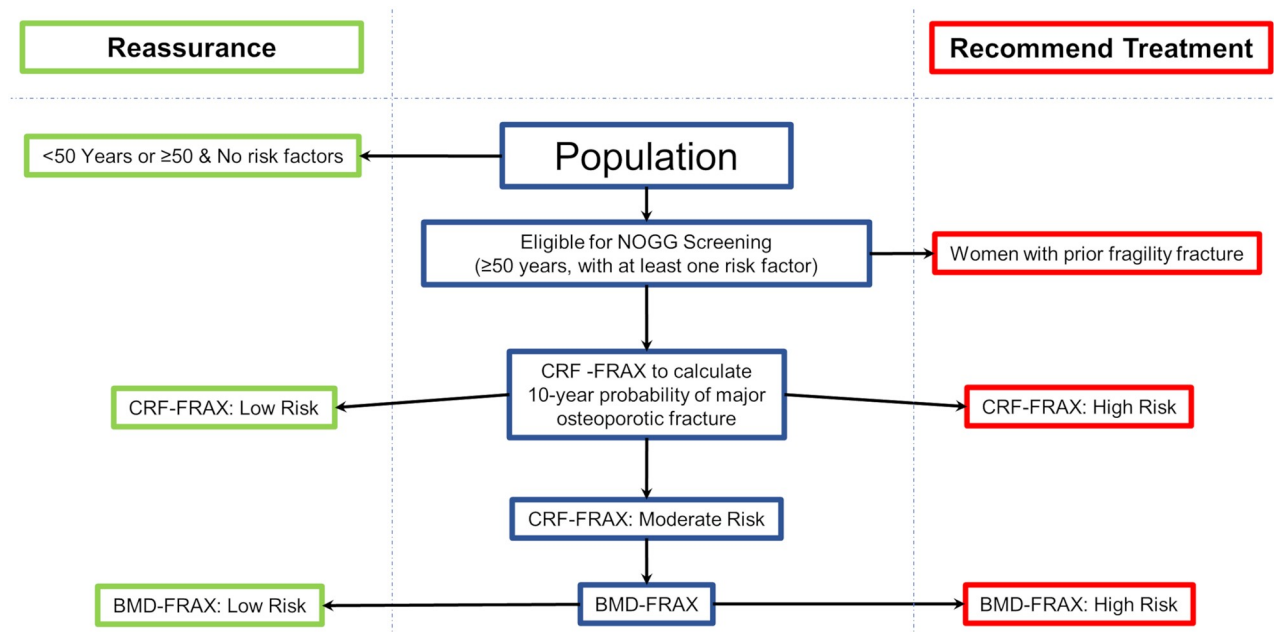 Reassurance
Recommend Treatment
<50 Years or ≥50 & No risk factors
Population
Eligible for NOGG Screening
(≥50 years, with at least one risk factor)
Women with prior fragility fracture
CRF -FRAX to calculate
10-year probability of major
osteoporotic fracture
CRF-FRAX: Low Risk
CRF-FRAX: High Risk
CRF-FRAX: Moderate Risk
BMD-FRAX: Low Risk
BMD-FRAX
BMD-FRAX: High Risk